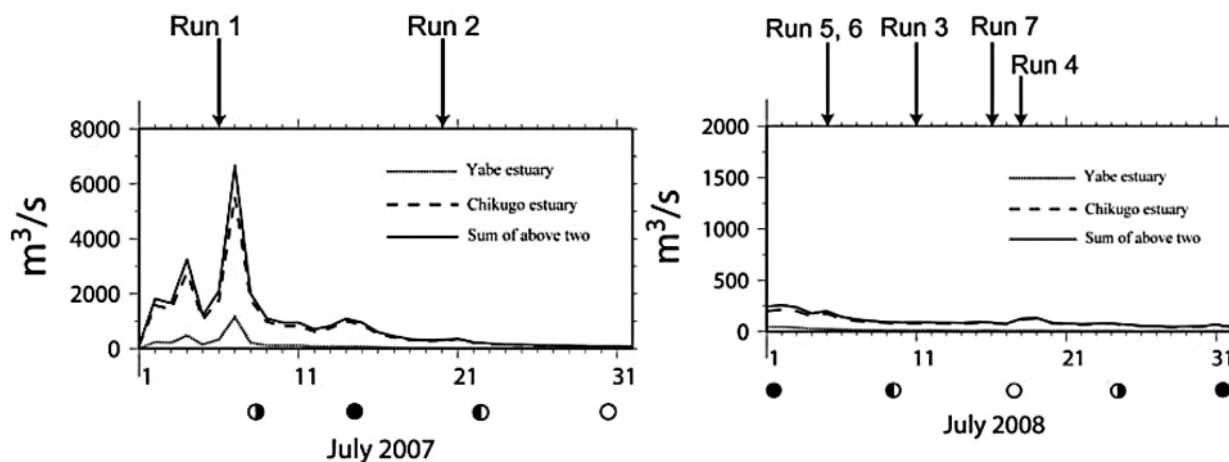 Run 1
Run 2
8000
6000
4000
2000
0
m³/s
Yabe estuary
Chikugo estuary
Sum of above two
1
11
21
31
July 2007
Run 5, 6
Run 3
Run 7
Run 4
2000
1500
1000
500
0
m³/s
Yabe estuary
Chikugo estuary
Sum of above two
1
11
21
31
July 2008